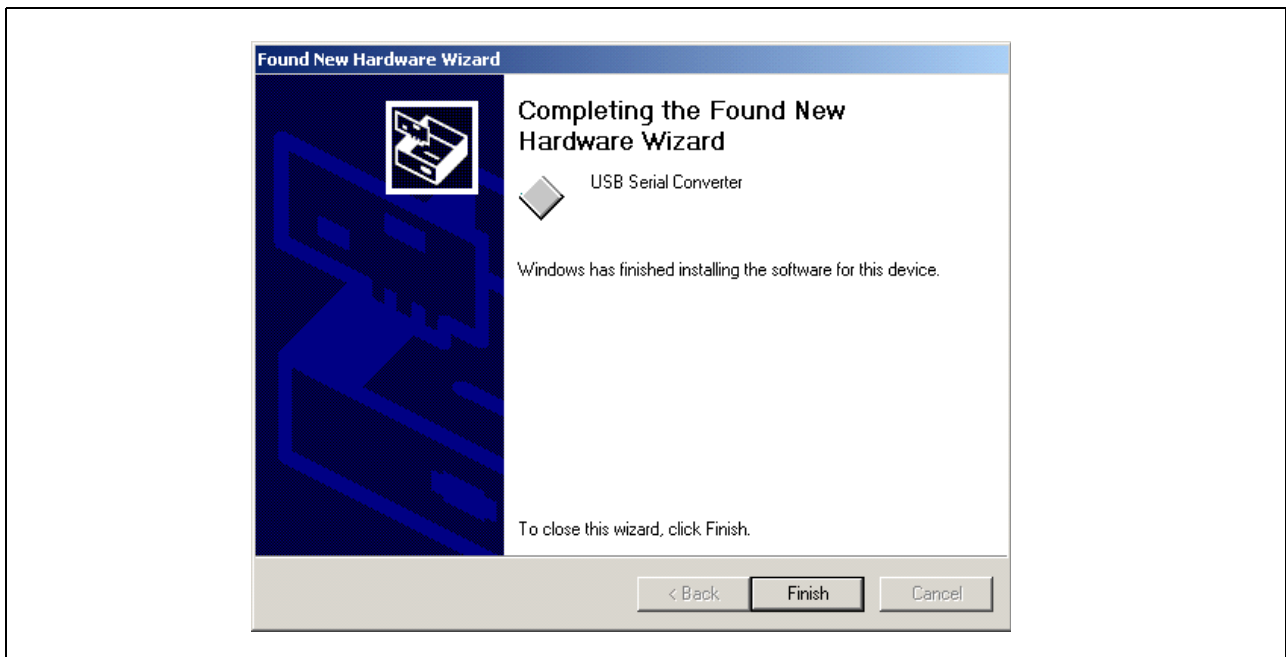 Found New Hardware Wizard
Completing the Found New
Hardware Wizard
USB Serial Converter
Windows has finished installing the software for this device.
To close this wizard, click Finish.
< Back
Finish
Cancel